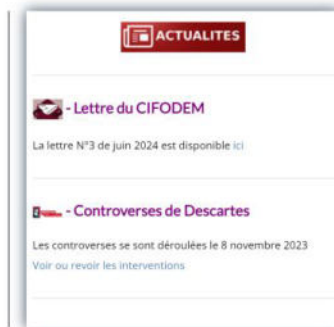 ACTUALITES
- Lettre du CIFODEM
La lettre N°3 de juin 2024 est disponible ici
- Controverses de Descartes
Les controverses se sont déroulées le 8 novembre 2023
Voir ou revoir les interventions